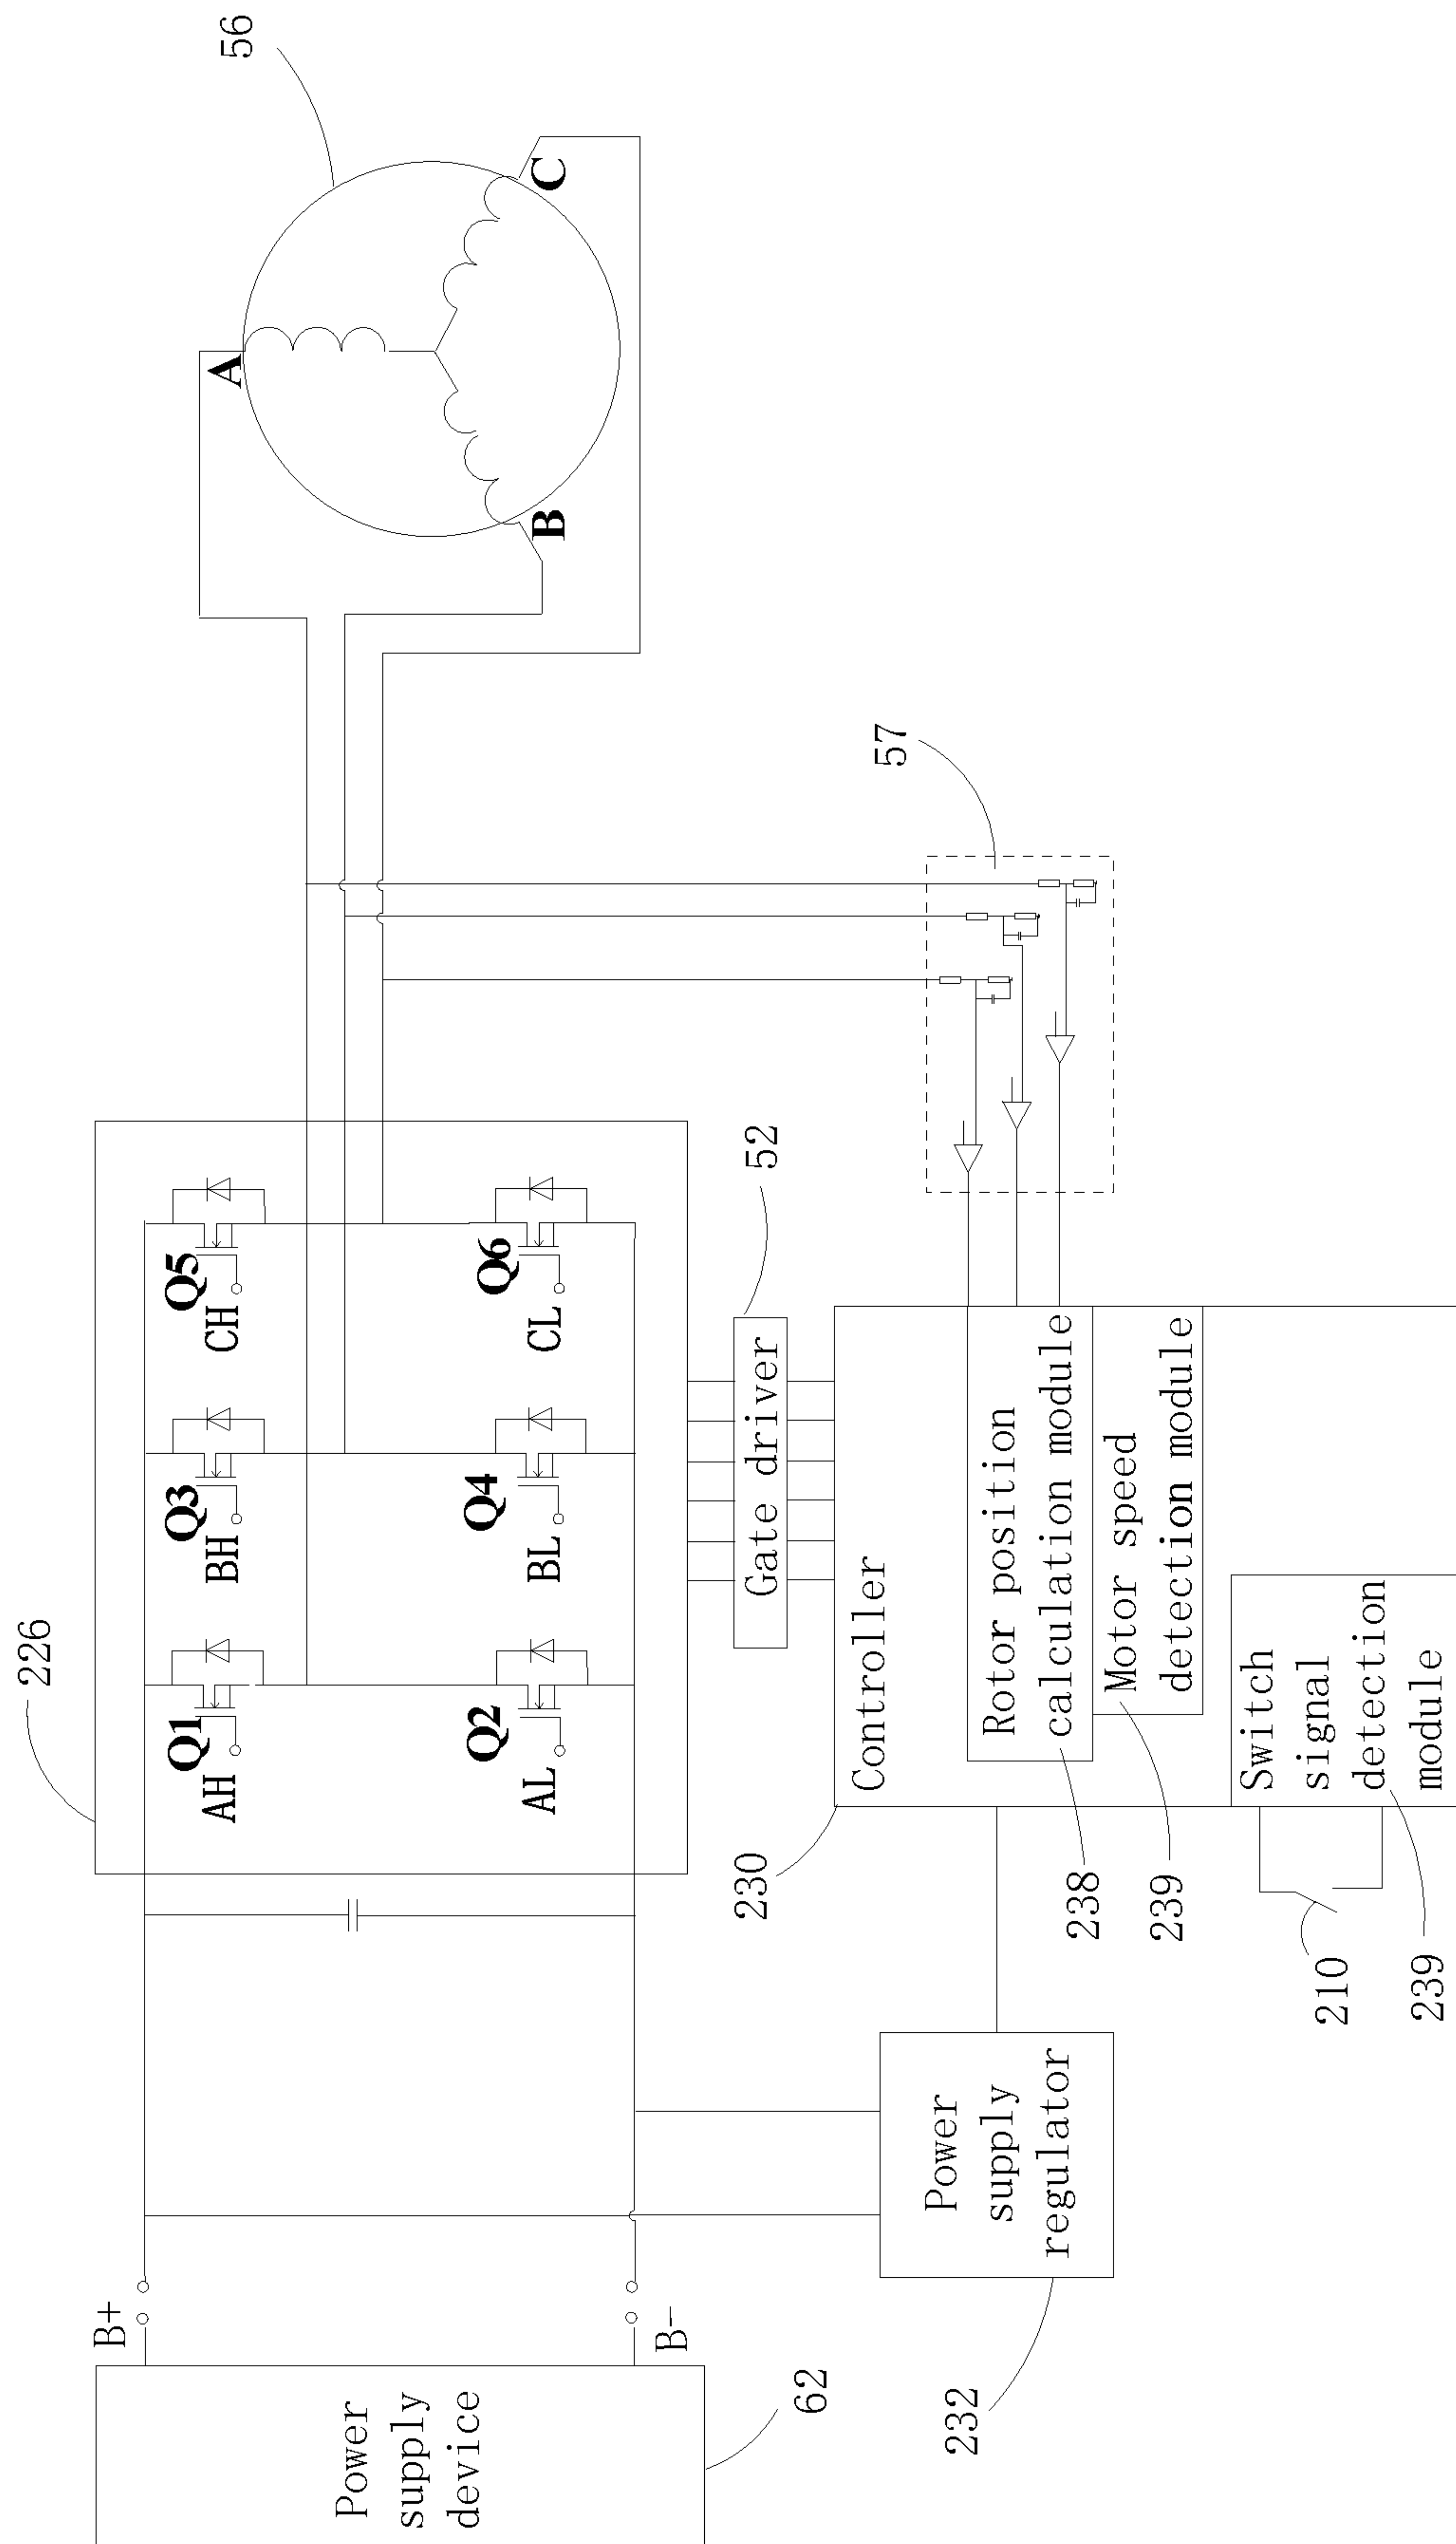 226
56
Q1
AH
Q3
BH
Q5
CH
Q2
AL
Q4
BL
Q6
CL
A
B
C
B+
B-
Power
supply
device
62
52
Gate driver
57
230
Controller
Rotor position
calculation module
Motor speed
detection module
Switch
signal
detection
module
238
239
210
239
Power
supply
regulator
232